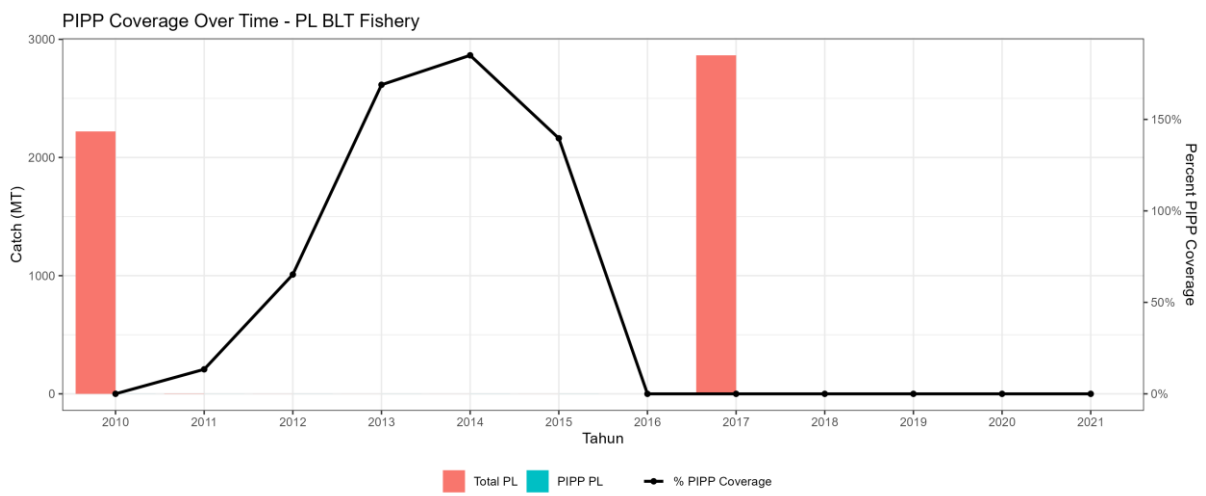 PIPP Coverage Over Time - PL BLT Fishery
3000
2000
1000
0
Catch (MT)
150%
100%
50%
0%
Percent PIPP Coverage
2010 2011 2012 2013 2014 2015 2016 2017 2018 2019 2020 2021
Tahun
Total PL PIPP PL % PIPP Coverage